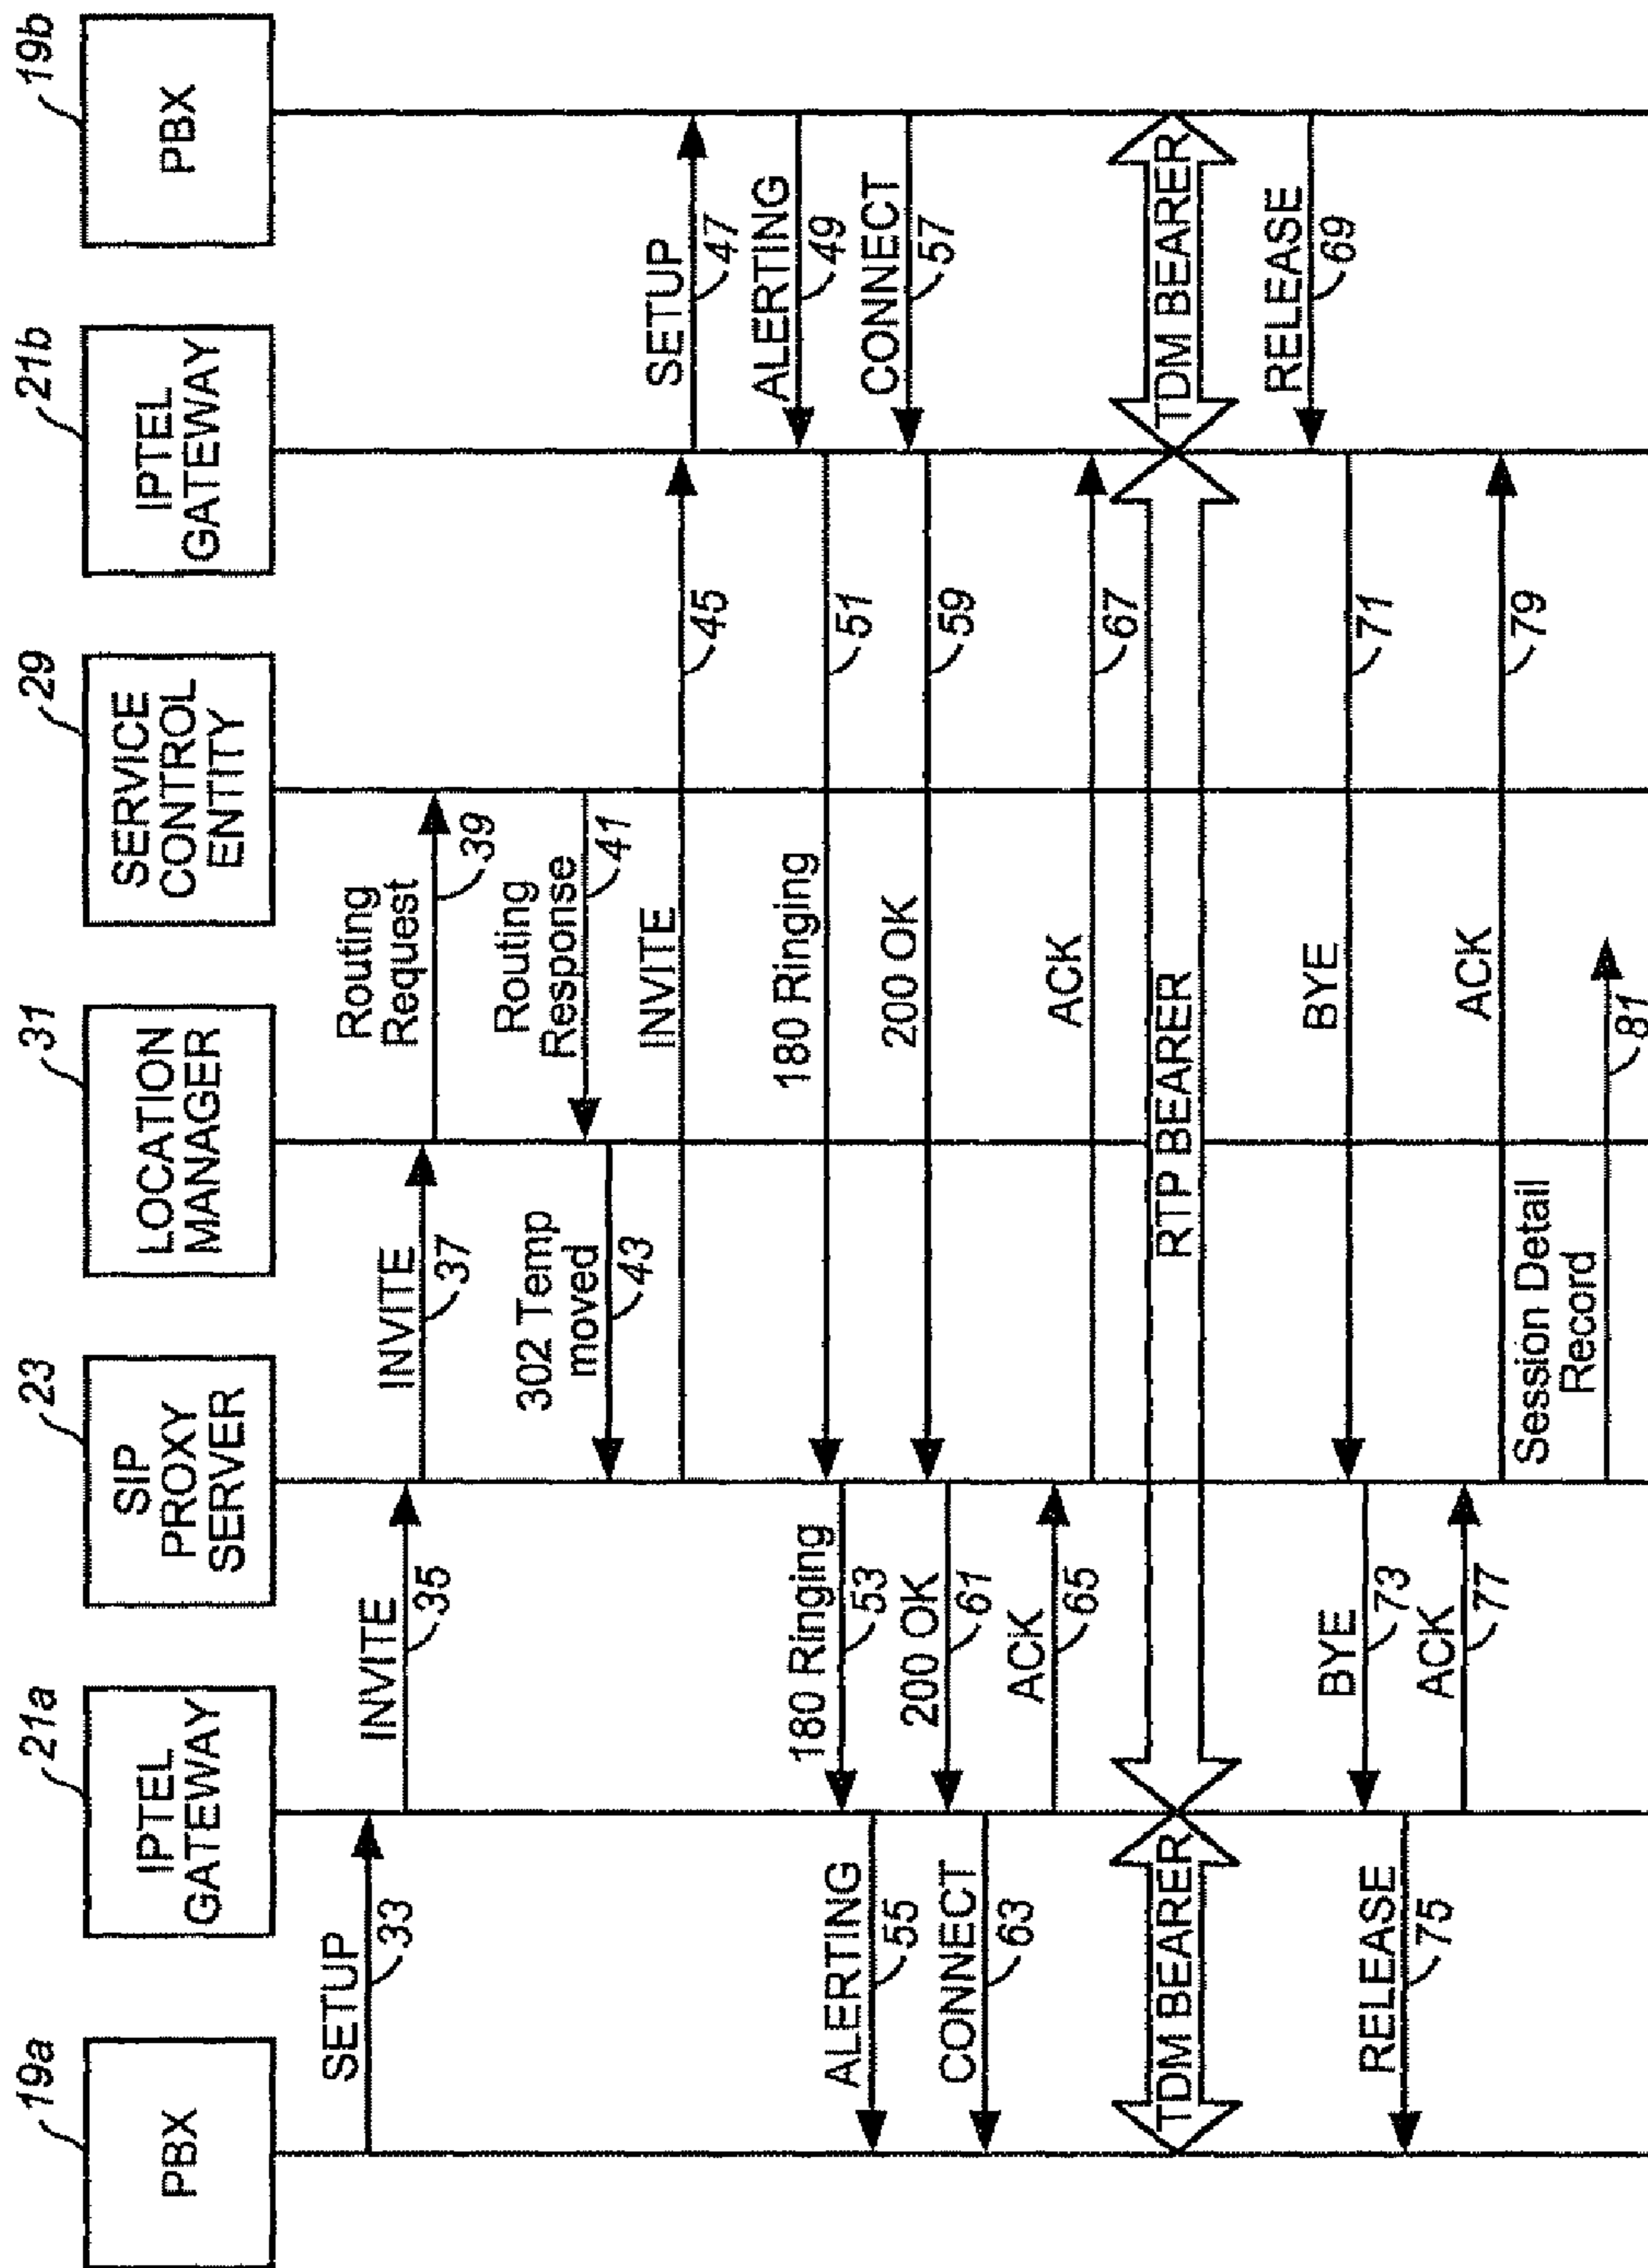 19a
PBX
21a
IPTEL
GATEWAY
23
SIP
PROXY
SERVER
31
LOCATION
MANAGER
29
SERVICE
CONTROL
ENTITY
21b
IPTEL
GATEWAY
19b
PBX
SETUP
33
INVITE
35
INVITE
37
Routing
Request
39
Routing
Response
41
302 Temp
moved
43
INVITE
45
SETUP
47
ALERTING
49
180 Ringing
51
180 Ringing
53
ALERTING
55
CONNECT
57
200 OK
59
200 OK
61
CONNECT
63
ACK
65
ACK
67
TDM BEARER
RTP BEARER
TDM BEARER
RELEASE
69
BYE
71
BYE
73
RELEASE
75
ACK
77
ACK
79
Session Detail
Record
81